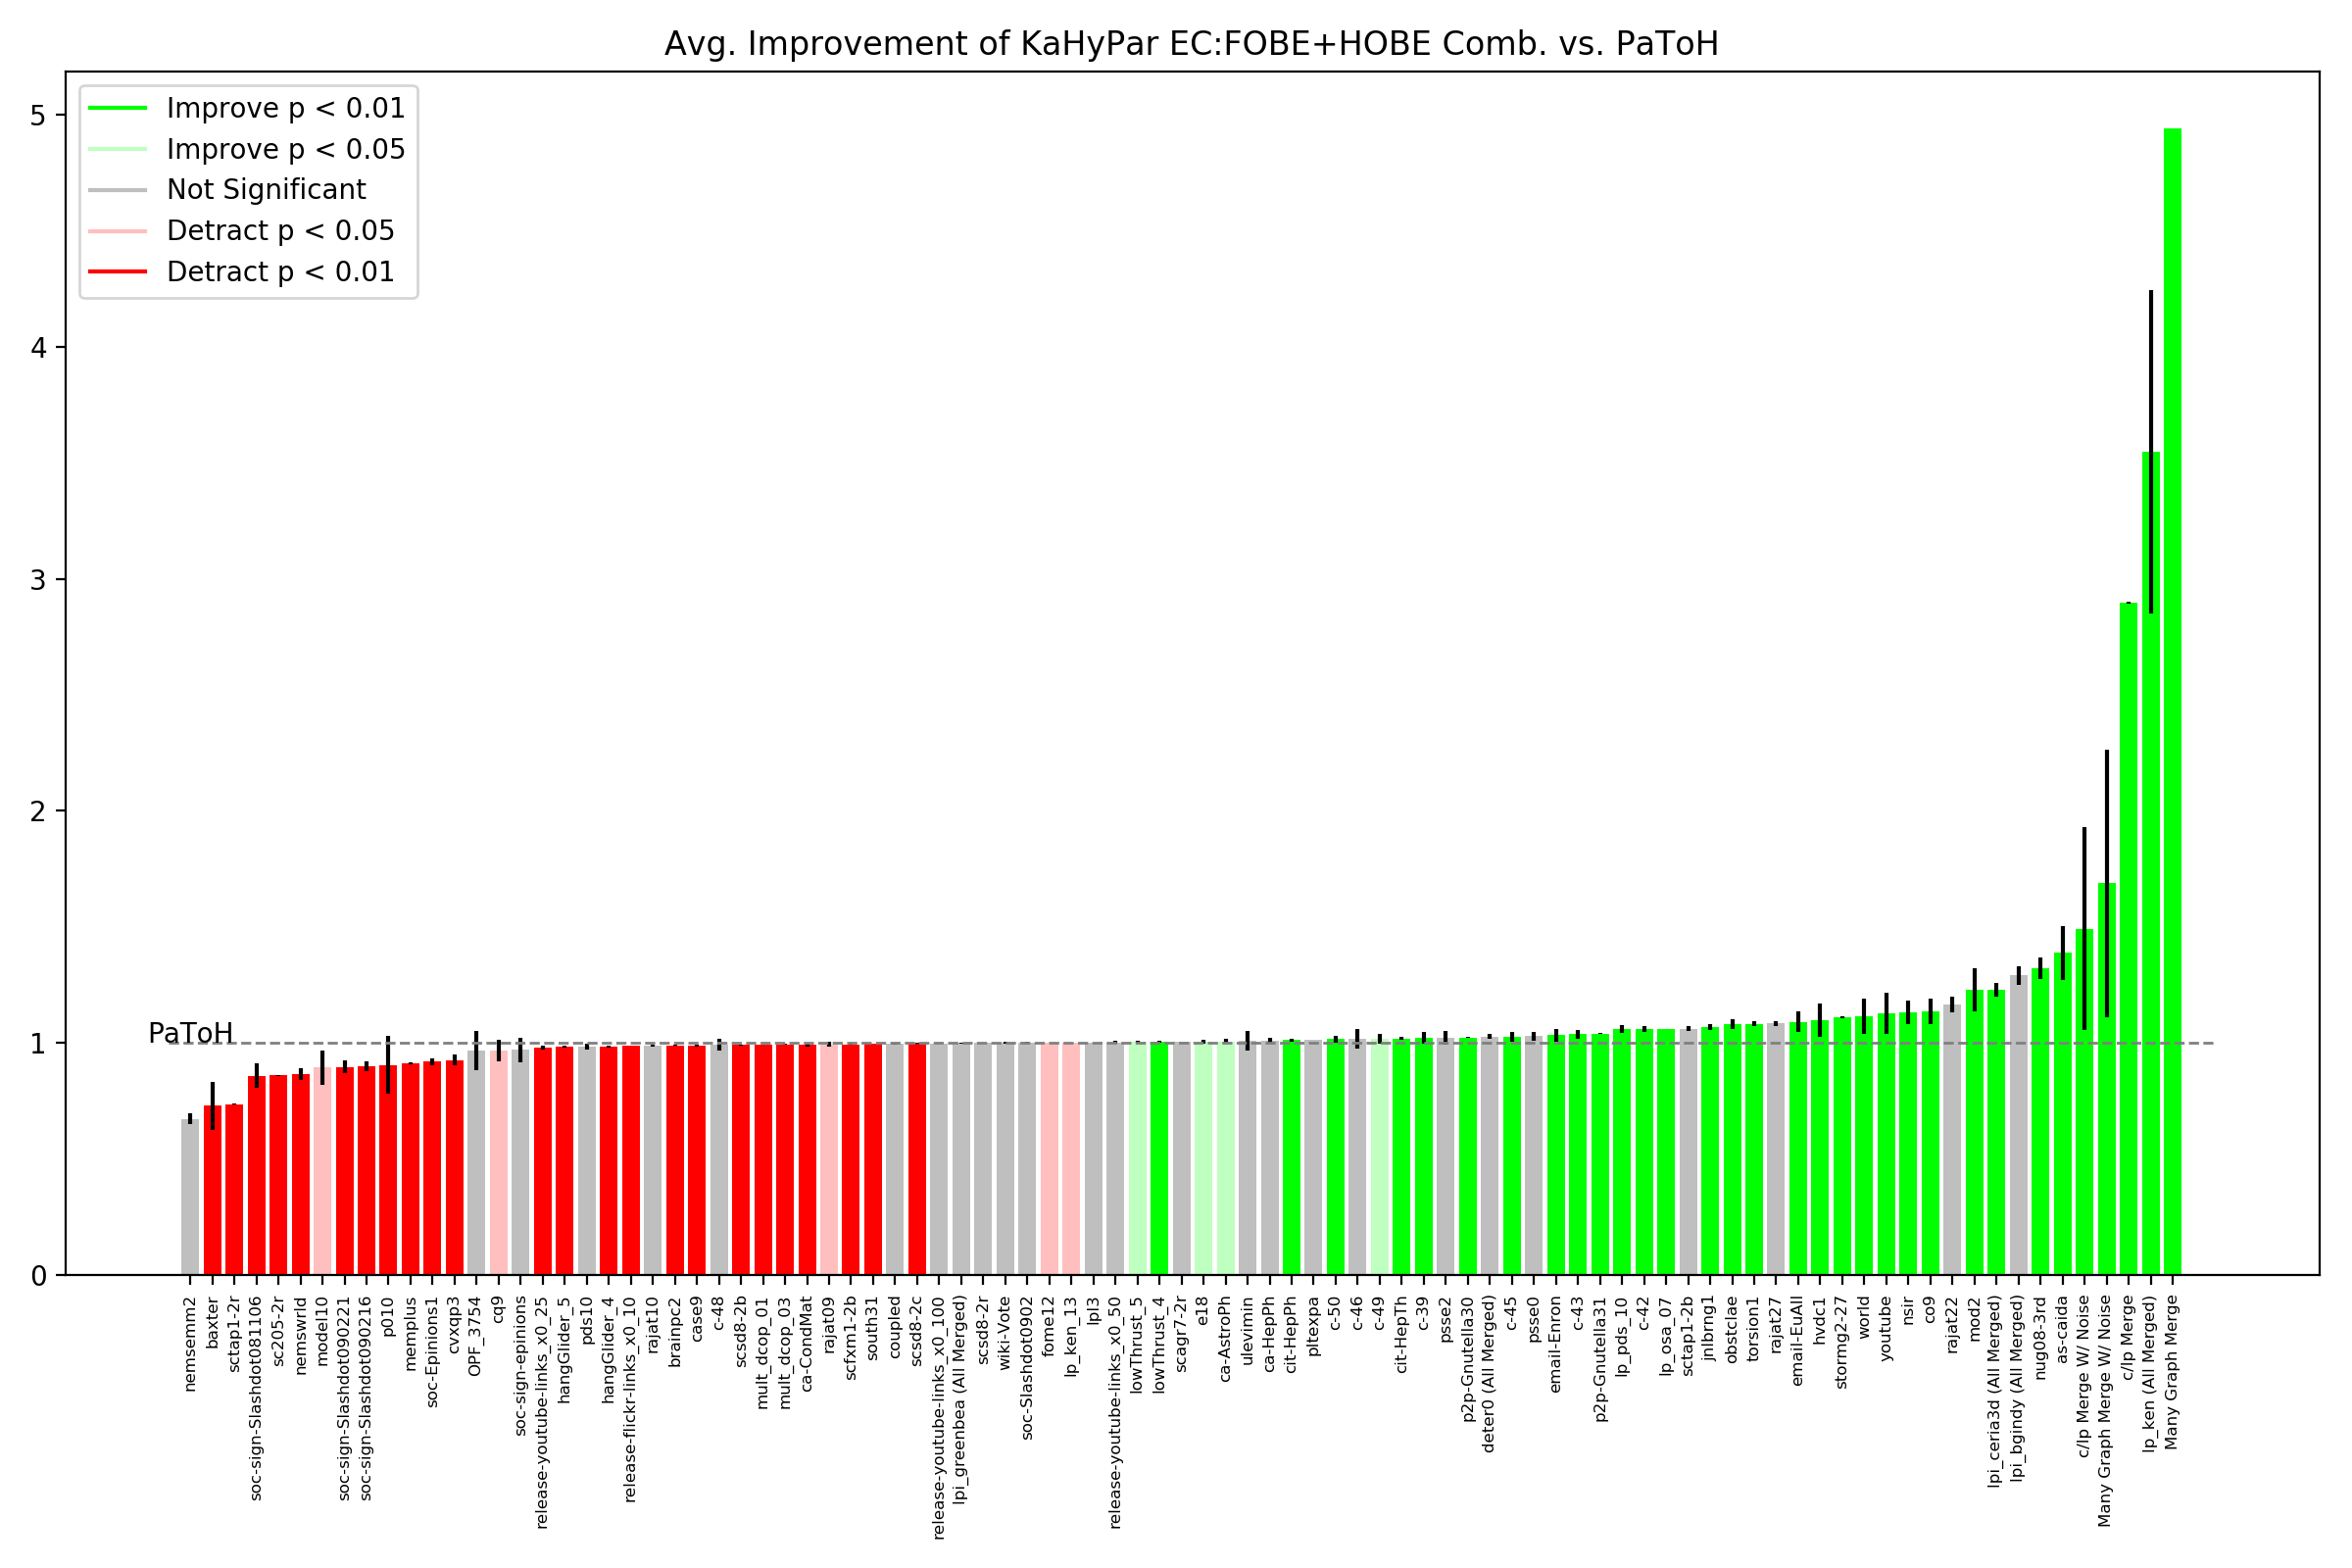 Avg. Improvement of KaHyPar EC:FOBE+HOBE Comb. vs. PaToH
Improve p < 0.01
Improve p < 0.05
Not Significant
Detract p < 0.05
Detract p < 0.01
5
4
3
2
1
0
PaToH
nemsemm2
baxter
sctap1-2r
soc-sign-Slashdot081106
sc205-2r
nemswrld
model10
soc-sign-Slashdot090221
soc-sign-Slashdot090216
p010
memplus
soc-Epinions1
cvxqp3
OPF_3754
cq9
soc-sign-epinions
release-youtube-links_x0_25
hangGlider_5
pds10
hangGlider_4
release-flickr-links_x0_10
rajat10
brainpc2
case9
c-48
scsd8-2b
mult_dcop_01
mult_dcop_03
ca-CondMat
rajat09
scfxm1-2b
south31
coupled
scsd8-2c
release-youtube-links_x0_100
lpi_greenbea (All Merged)
scsd8-2r
wiki-Vote
soc-Slashdot0902
fome12
lp_ken_13
lpl3
release-youtube-links_x0_50
lowThrust_5
lowThrust_4
scagr7-2r
e18
ca-AstroPh
ulevimin
ca-HepPh
cit-HepPh
pltexpa
c-50
c-46
c-49
cit-HepTh
c-39
psse2
p2p-Gnutella30
deter0 (All Merged)
c-45
psse0
email-Enron
c-43
p2p-Gnutella31
lp_pds_10
c-42
lp_osa_07
sctap1-2b
jnlbrng1
obstclae
torsion1
rajat27
email-EuAll
hvdc1
stormg2-27
world
youtube
nsir
co9
rajat22
mod2
lpi_ceria3d (All Merged)
lpi_bgindy (All Merged)
nug08-3rd
as-caida
c/lp Merge W/ Noise
Many Graph Merge W/ Noise
c/lp Merge
lp_ken (All Merged)
Many Graph Merge